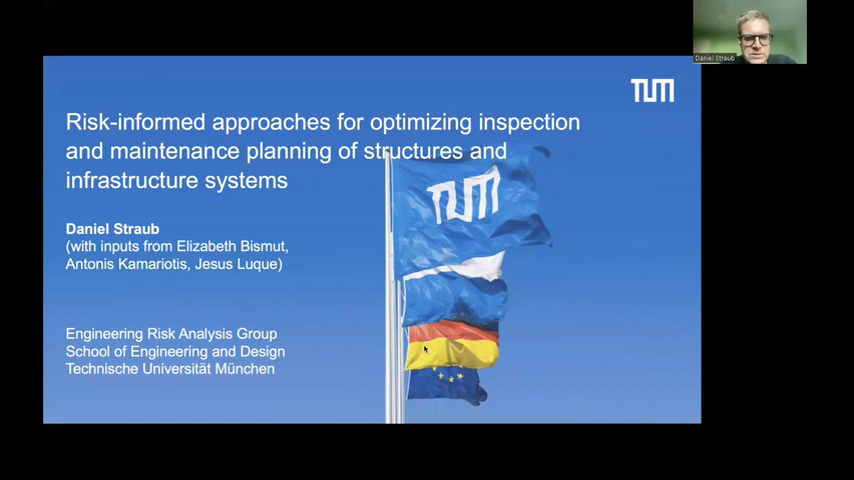 Daniel Straub
TUM
Risk-informed approaches for optimizing inspection
and maintenance planning of structures and
infrastructure systems
TUM
Daniel Straub
(with inputs from Elizabeth Bismut,
Antonis Kamariotis, Jesus Luque)
Engineering Risk Analysis Group
School of Engineering and Design
Technische Universität München